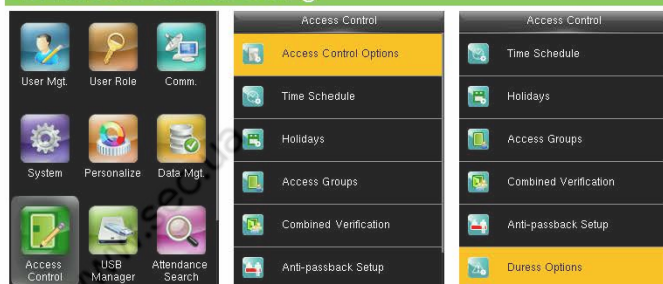 User Mgt.
User Role
Comm.
System
Personalize
Data Mgt.
Access
Control
USB
Manager
Attendance
Search
Access Control
Access Control Options
Time Schedule
Holidays
Access Groups
Combined Verification
Anti-passback Setup
Access Control
Time Schedule
Holidays
Access Groups
Combined Verification
Anti-passback Setup
Duress Options